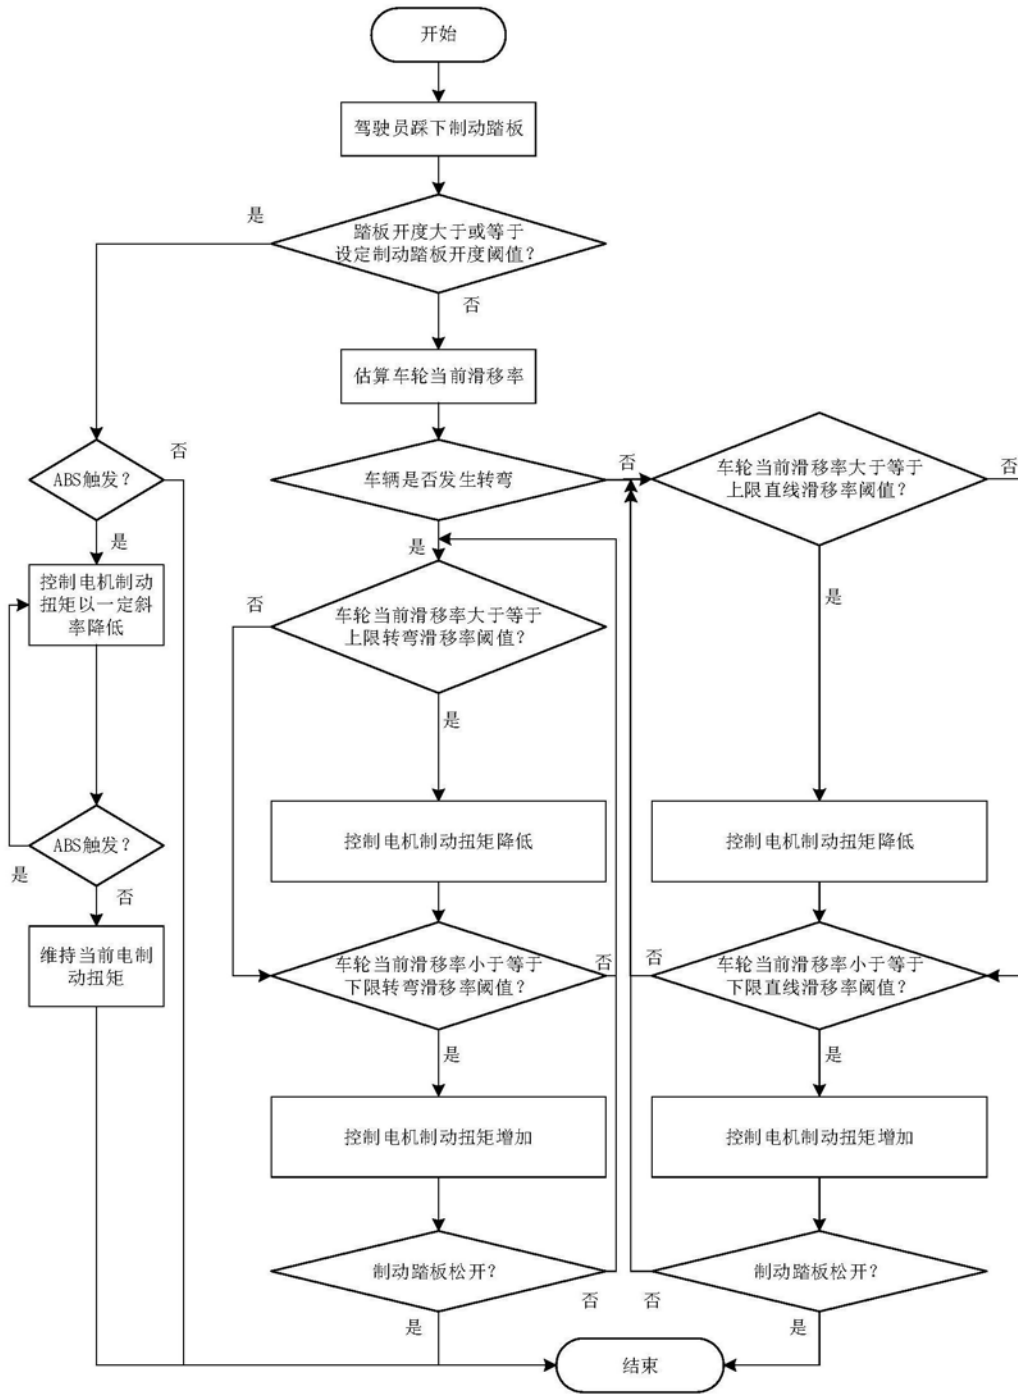 开始
驾驶员踩下制动踏板
是
踏板开度大于或等于
设定制动踏板开度阈值?
否
估算车轮当前滑移率
ABS触发?
否
车辆是否发生转弯
否
车轮当前滑移率大于等于
上限直线滑移率阈值?
否
是
是
控制电机制动
扭矩以一定斜
率降低
否
车轮当前滑移率大于等于
上限转弯滑移率阈值?
是
是
控制电机制动扭矩降低
控制电机制动扭矩降低
ABS触发?
是
否
维持当前电制
动扭矩
车轮当前滑移率小于等于
下限转弯滑移率阈值?
否
否
车轮当前滑移率小于等于
下限直线滑移率阈值?
是
是
控制电机制动扭矩增加
控制电机制动扭矩增加
制动踏板松开?
否
否
制动踏板松开?
是
是
结束